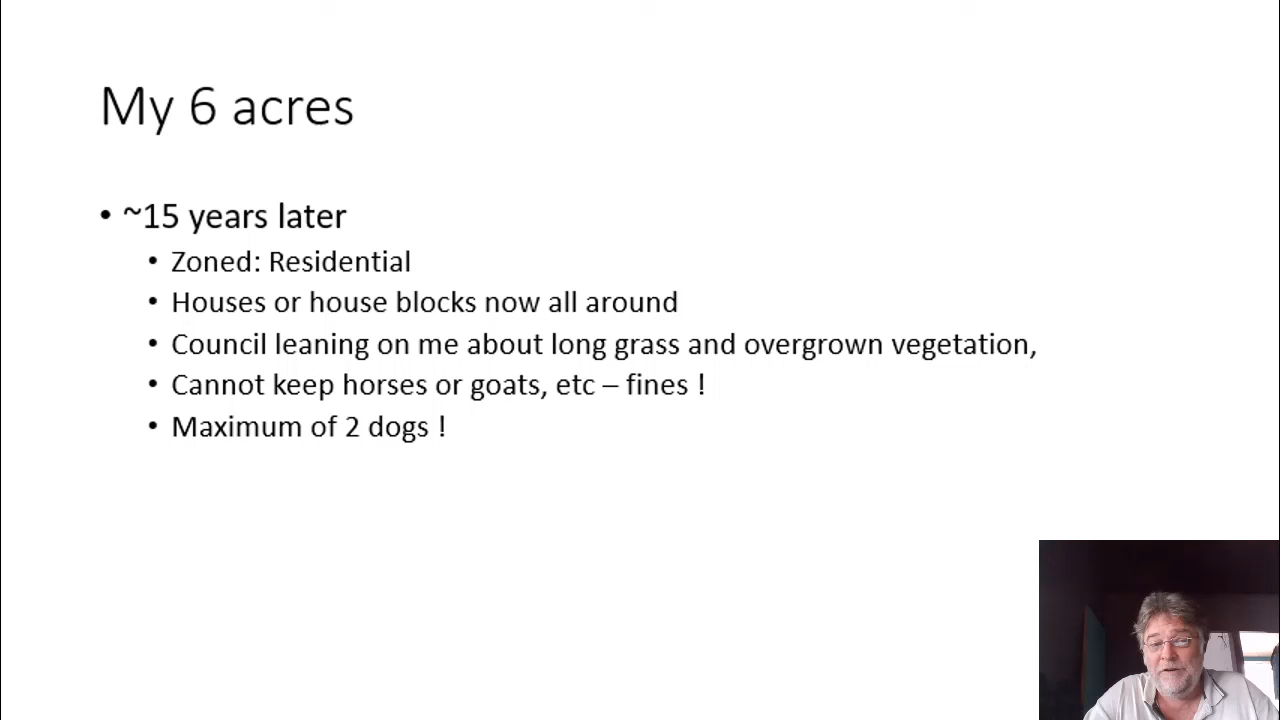 My 6 acres
• ~15 years later
• Zoned: Residential
• Houses or house blocks now all around
• Council leaning on me about long grass and overgrown vegetation,
• Cannot keep horses or goats, etc – fines !
• Maximum of 2 dogs !